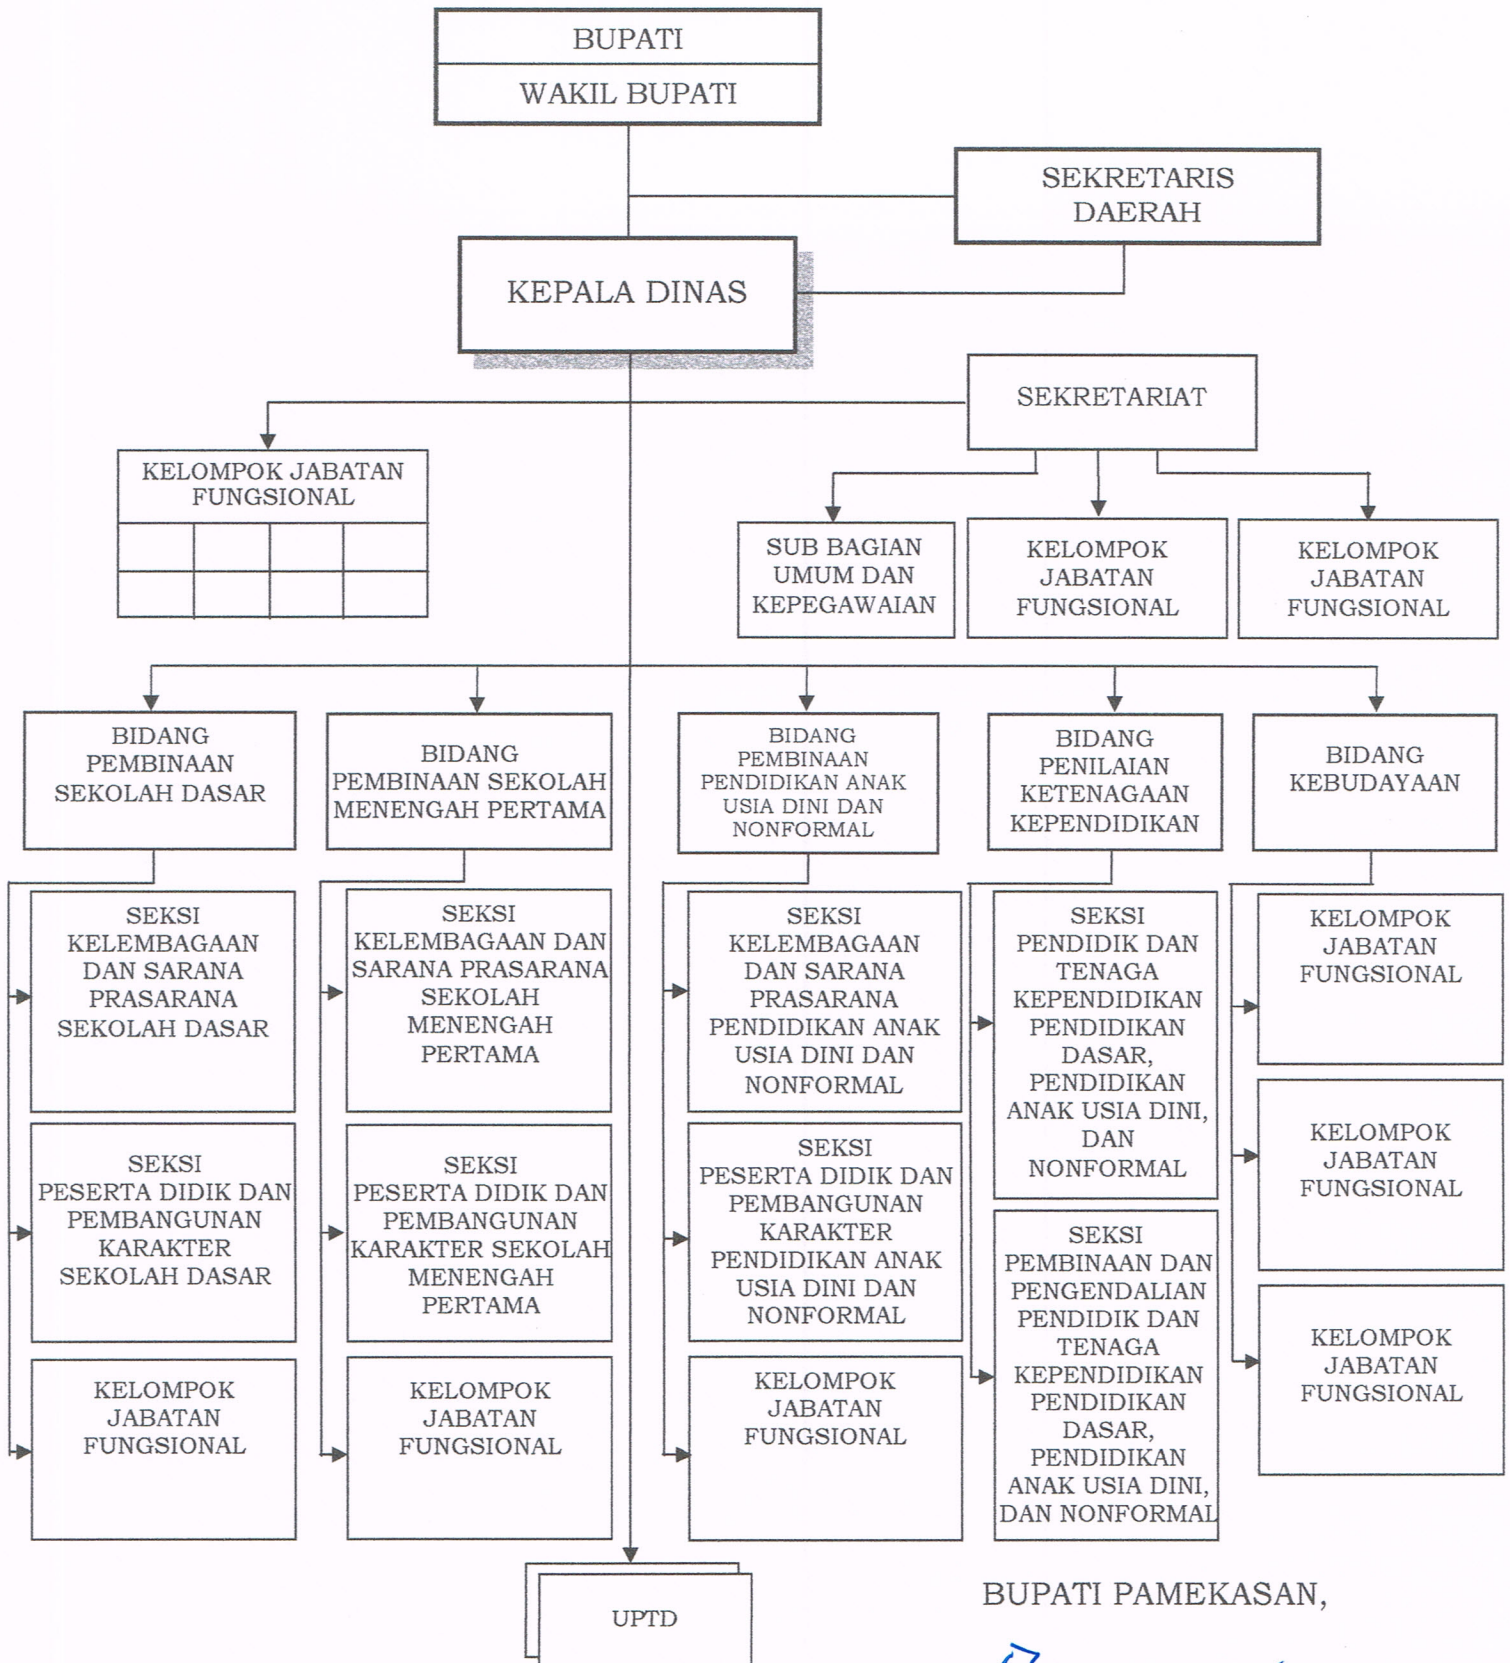 BUPATI
WAKIL BUPATI
SEKRETARIS
DAERAH
KEPALA DINAS
SEKRETARIAT
KELOMPOK JABATAN
FUNGSIONAL
SUB BAGIAN
UMUM DAN
KEPEGAWAIAN
KELOMPOK
JABATAN
FUNGSIONAL
KELOMPOK
JABATAN
FUNGSIONAL
BIDANG
PEMBINAAN
SEKOLAH DASAR
BIDANG
PEMBINAAN SEKOLAH
MENENGAH PERTAMA
BIDANG
PEMBINAAN
PENDIDIKAN ANAK
USIA DINI DAN
NONFORMAL
BIDANG
PENILAIAN
KETENAGAAN
KEPENDIDIKAN
BIDANG
KEBUDAYAAN
SEKSI
KELEMBAGAAN
DAN SARANA
PRASARANA
SEKOLAH DASAR
SEKSI
PESERTA DIDIK DAN
PEMBANGUNAN
KARAKTER
SEKOLAH DASAR
KELOMPOK
JABATAN
FUNGSIONAL
SEKSI
KELEMBAGAAN DAN
SARANA PRASARANA
SEKOLAH
MENENGAH
PERTAMA
SEKSI
PESERTA DIDIK DAN
PEMBANGUNAN
KARAKTER SEKOLAH
MENENGAH
PERTAMA
KELOMPOK
JABATAN
FUNGSIONAL
SEKSI
KELEMBAGAAN
DAN SARANA
PRASARANA
PENDIDIKAN ANAK
USIA DINI DAN
NONFORMAL
SEKSI
PESERTA DIDIK DAN
PEMBANGUNAN
KARAKTER
PENDIDIKAN ANAK
USIA DINI DAN
NONFORMAL
KELOMPOK
JABATAN
FUNGSIONAL
SEKSI
PENDIDIK DAN
TENAGA
KEPENDIDIKAN
PENDIDIKAN
DASAR,
PENDIDIKAN
ANAK USIA DINI,
DAN
NONFORMAL
SEKSI
PEMBINAAN DAN
PENGENDALIAN
PENDIDIK DAN
TENAGA
KEPENDIDIKAN
PENDIDIKAN
DASAR,
PENDIDIKAN
ANAK USIA DINI,
DAN NONFORMAL
KELOMPOK
JABATAN
FUNGSIONAL
KELOMPOK
JABATAN
FUNGSIONAL
KELOMPOK
JABATAN
FUNGSIONAL
UPTD
BUPATI PAMEKASAN,